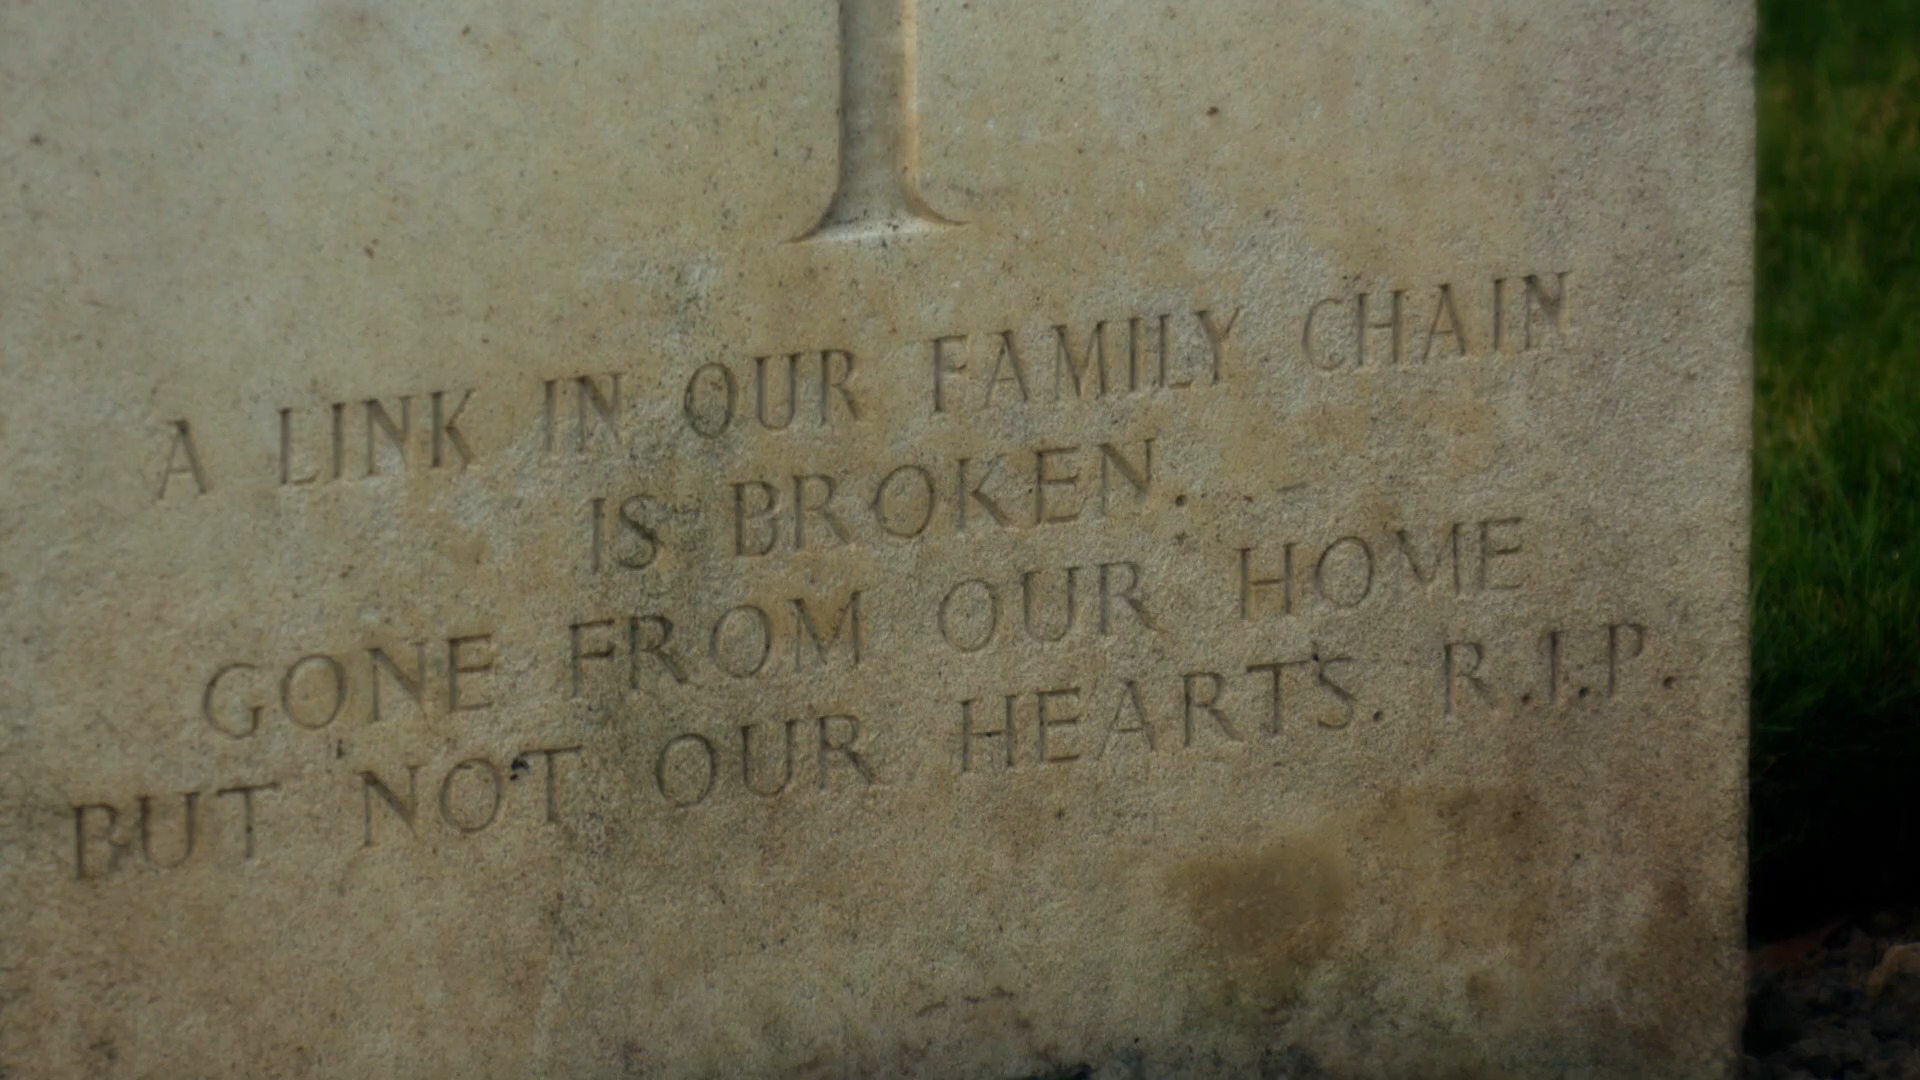 A LINK IN OUR FAMILY CHAIN
IS BROKEN.
GONE FROM OUR HOME
BUT NOT OUR HEARTS. R.I.P.